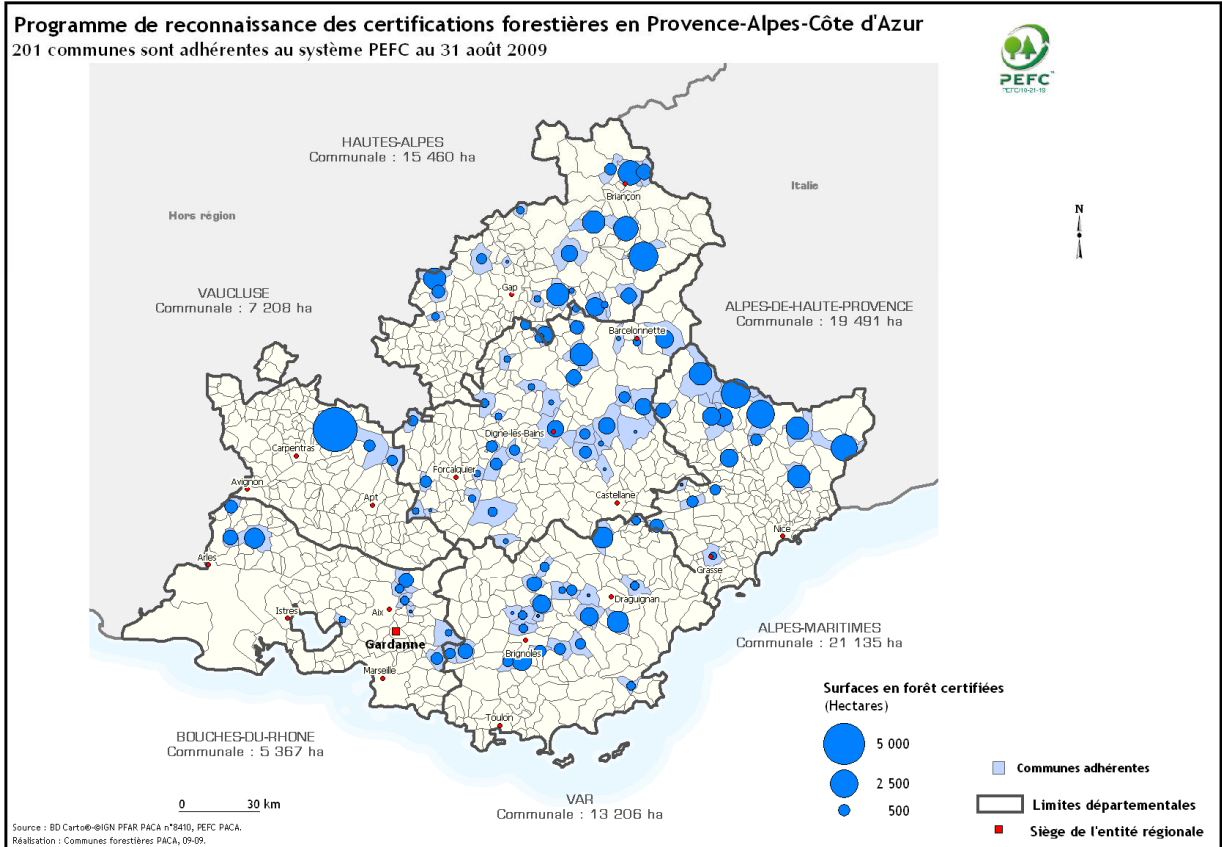 Programme de reconnaissance des certifications forestières en Provence-Alpes-Côte d'Azur
201 communes sont adhérentes au système PEFC au 31 août 2009
PEFC™
HAUTES-ALPES
Communale : 15 460 ha
Italie
Briançon
Hors région
N
VAUCLUSE
Communale : 7 208 ha
Gap
ALPES-DE-HAUTE-PROVENCE
Communale : 19 491 ha
Barcelonnette
Digne-les-Bains
Carpentras
Forcalquier
Avignon
Apt
Castellane
Nice
Arles
Grasse
Draguignan
Istres
Aix
Gardanne
Brignoles
Marseille
ALPES-MARITIMES
Communale : 21 135 ha
Toulon
BOUCHES-DU-RHONE
Communale : 5 367 ha
VAR
Communale : 13 206 ha
0 30 km
Surfaces en forêt certifiées
(Hectares)
5 000
2 500
500
Communes adhérentes
Limites départementales
Siège de l'entité régionale
Source : BD Carto®-©IGN PFAR PACA n°8410, PEFC PACA.
Réalisation : Communes forestières PACA, 09-09.